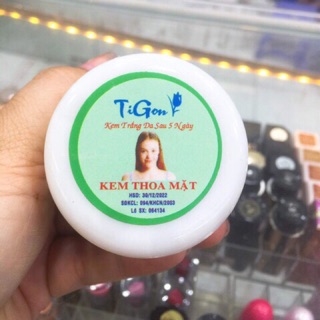 TiGon
Kem Trắng Da Sau 5 Ngày
KEM THOA MẶT
HSD: 30/12/2022
SĐKCL: 094/KHCN/2003
Lô SX: 064134